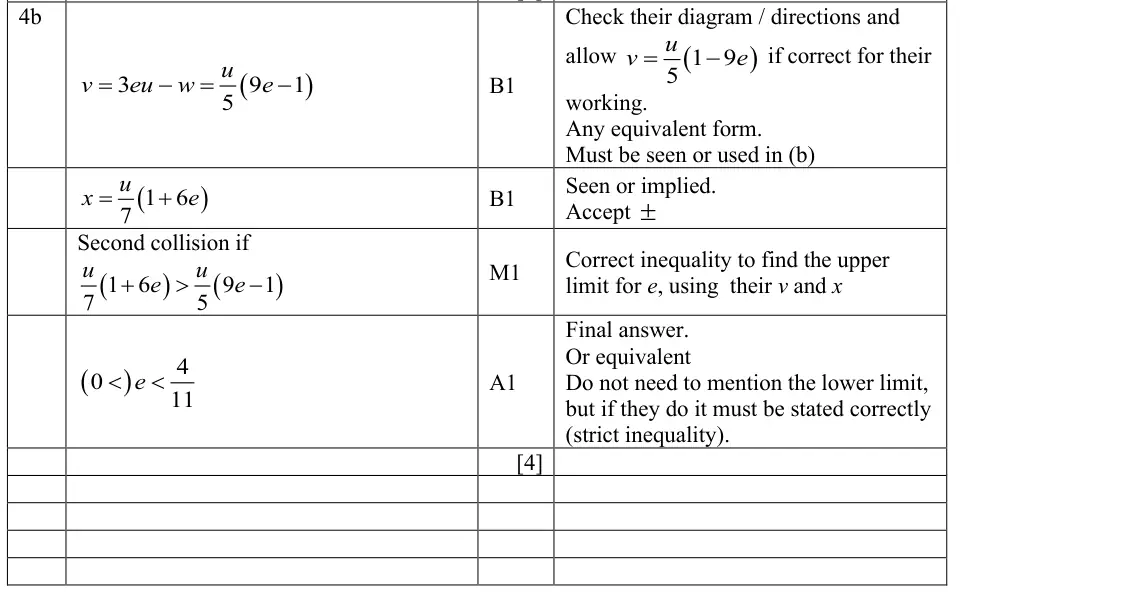 4b
v = 3eu − w = u/5 (9e − 1)
B1
Check their diagram / directions and
allow v = u/5 (1 − 9e) if correct for their
working.
Any equivalent form.
Must be seen or used in (b)
x = u/7 (1 + 6e)
B1
Seen or implied.
Accept ±
Second collision if
u/7 (1 + 6e) > u/5 (9e − 1)
M1
Correct inequality to find the upper
limit for e, using their v and x
(0 <) e < 4/11
A1
Final answer.
Or equivalent
Do not need to mention the lower limit,
but if they do it must be stated correctly
(strict inequality).
[4]